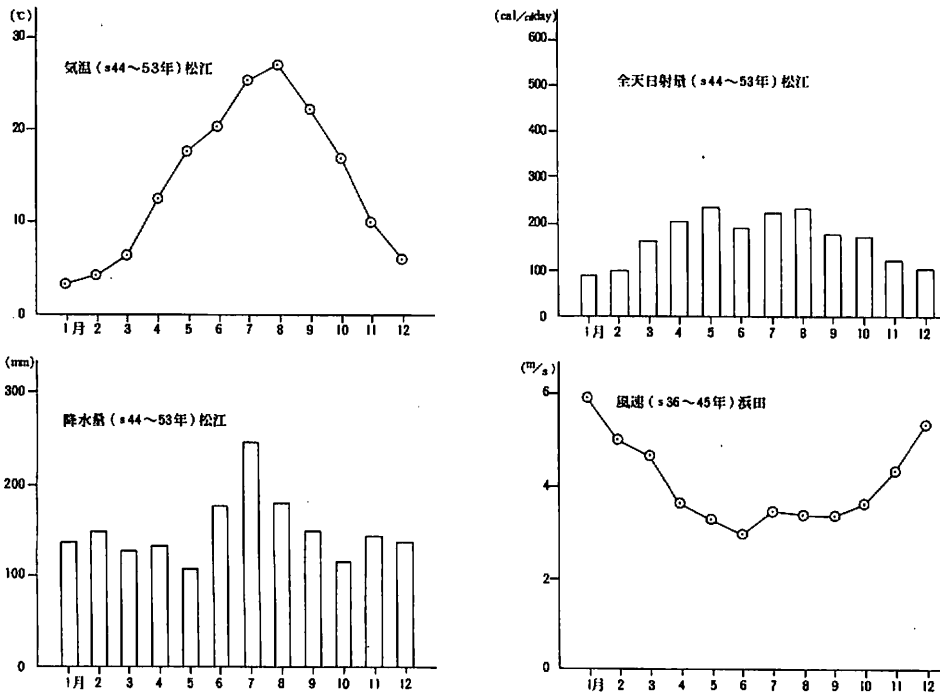 (℃)
30
20
10
0
気温(s44～53年)松江
1月 2 3 4 5 6 7 8 9 10 11 12
(cal/c㎡day)
600
500
400
300
200
100
0
全天日射量(s44～53年)松江
1月 2 3 4 5 6 7 8 9 10 11 12
(mm)
300
200
100
0
降水量(s44～53年)松江
1月 2 3 4 5 6 7 8 9 10 11 12
(m/s)
6
4
2
0
風速(s36～45年)浜田
1月 2 3 4 5 6 7 8 9 10 11 12